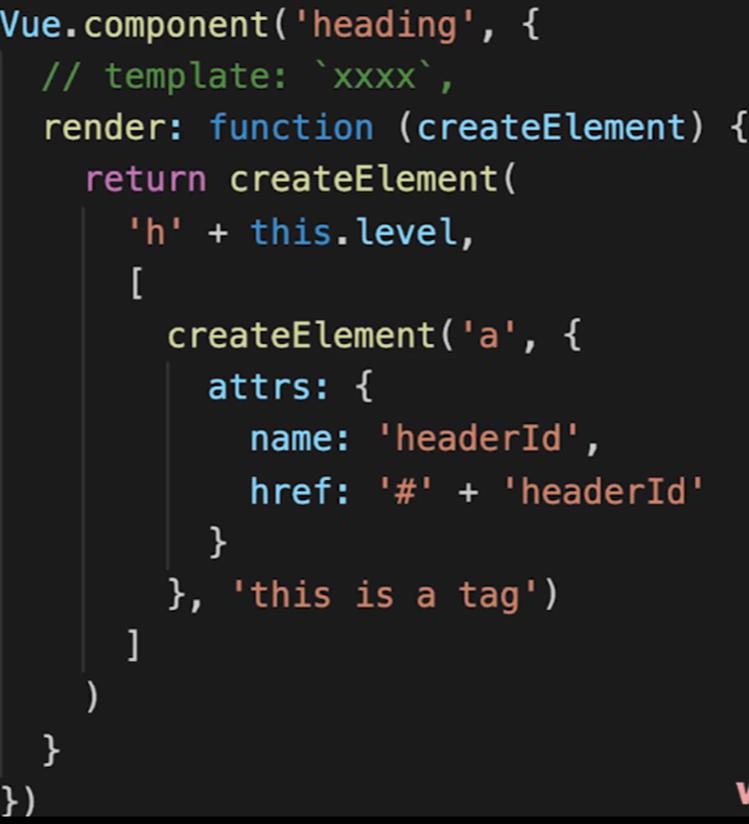 Vue.component('heading', {
  // template: `xxxx`,
  render: function (createElement) {
    return createElement(
      'h' + this.level,
      [
        createElement('a', {
          attrs: {
            name: 'headerId',
            href: '#' + 'headerId'
          }
        }, 'this is a tag')
      ]
    )
  }
})